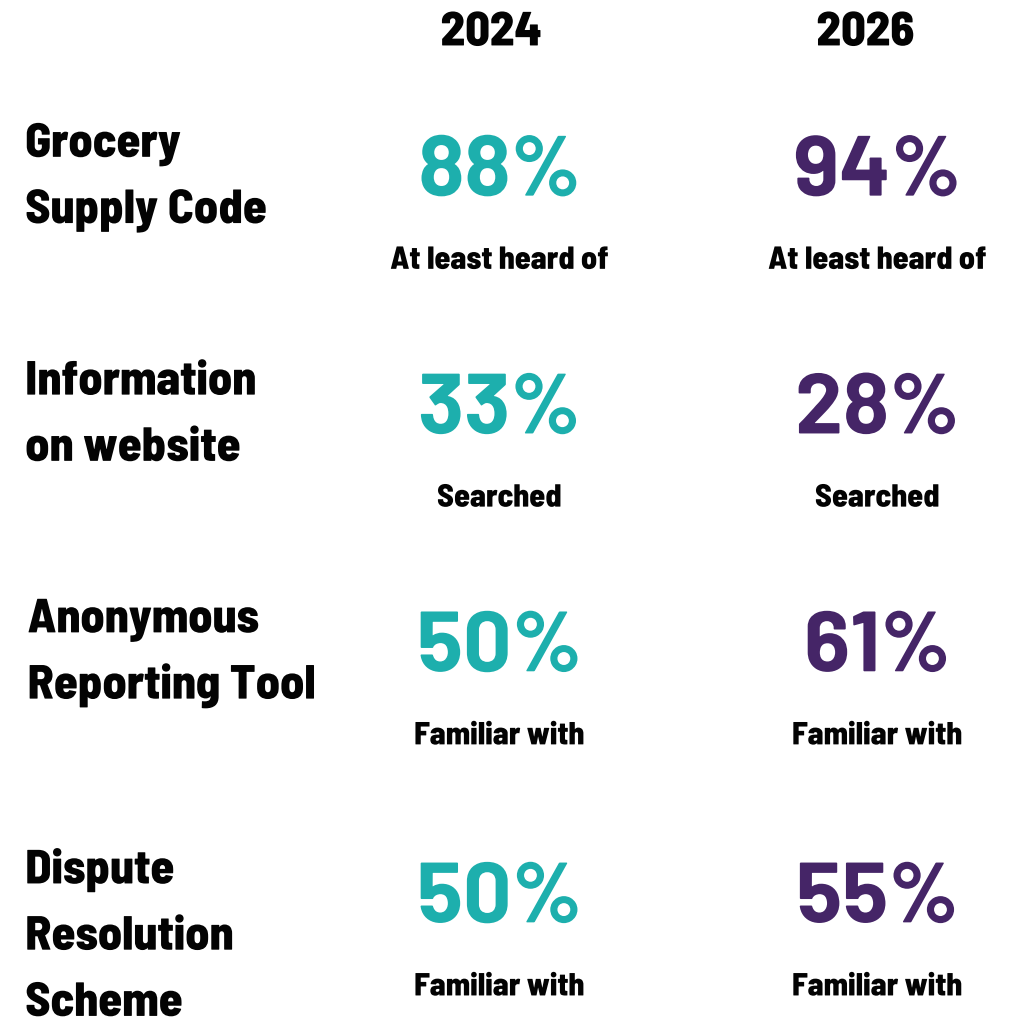 2024 2026
Grocery
Supply Code
88% 94%
At least heard of At least heard of
Information
on website
33% 28%
Searched Searched
Anonymous
Reporting Tool
50% 61%
Familiar with Familiar with
Dispute
Resolution
Scheme
50% 55%
Familiar with Familiar with